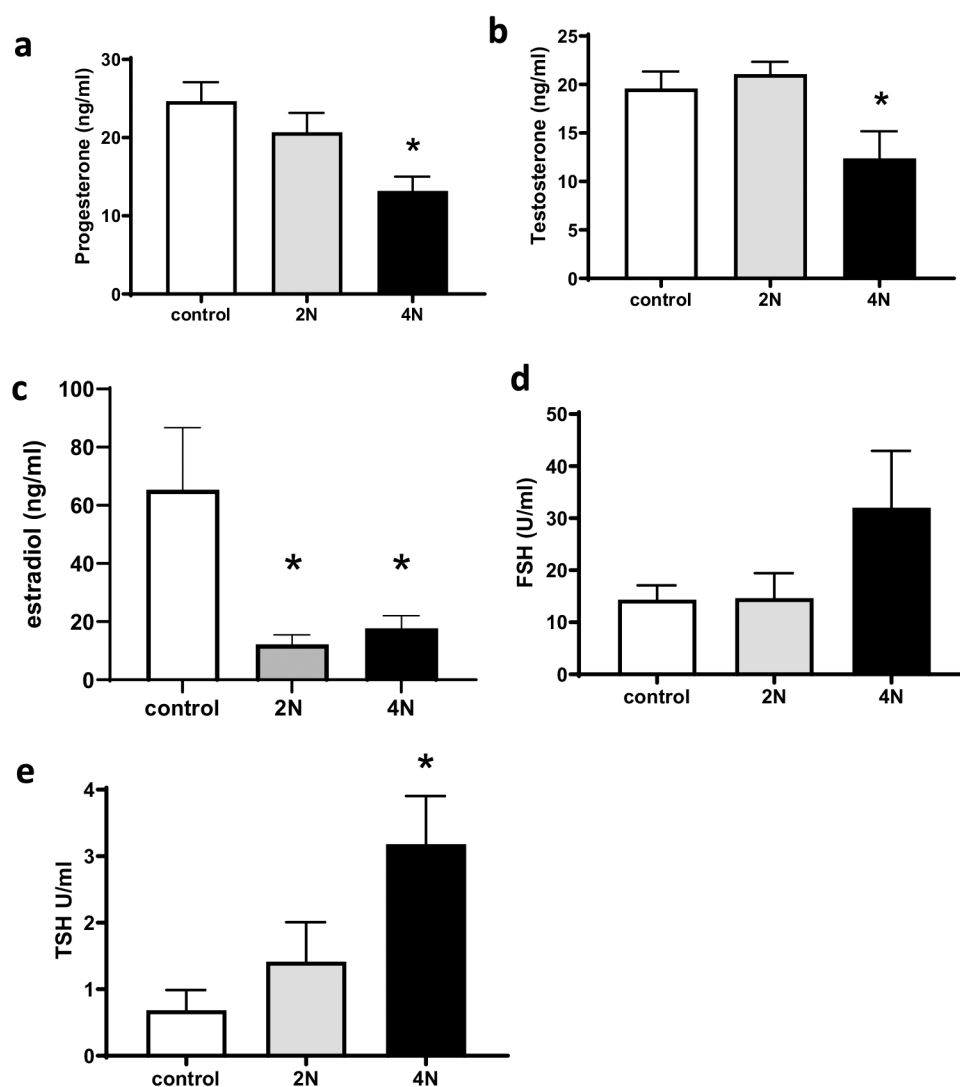 a
Progesterone (ng/ml)
30
20
10
0
*
control 2N 4N
b
Testosterone (ng/ml)
25
20
15
10
5
0
*
control 2N 4N
c
estradiol (ng/ml)
100
80
60
40
20
0
* *
control 2N 4N
d
FSH (U/ml)
50
40
30
20
10
0
control 2N 4N
e
TSH U/ml
4
3
2
1
0
*
control 2N 4N